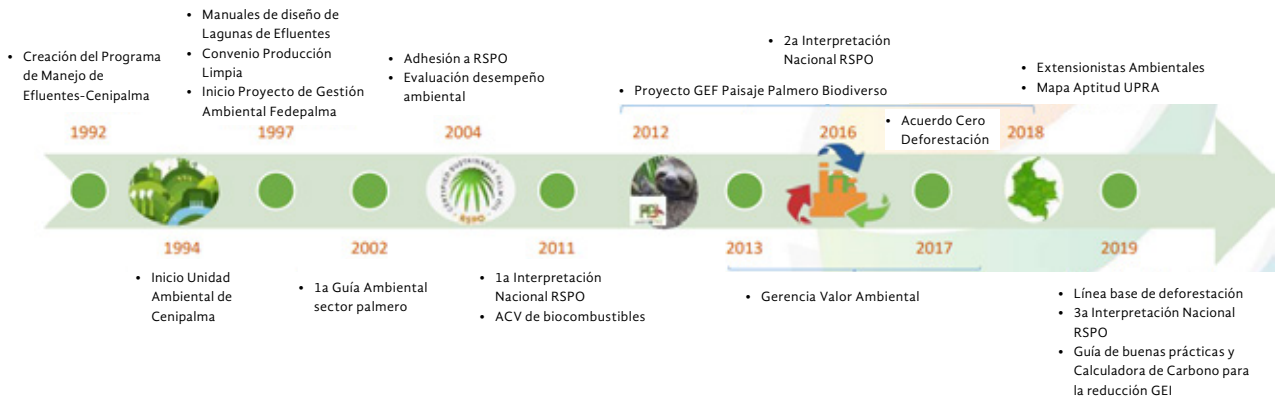 • Creación del Programa
de Manejo de
Efluentes-Cenipalma
1992
• Manuales de diseño de
Lagunas de Efluentes
• Convenio Producción
Limpia
• Inicio Proyecto de Gestión
Ambiental Fedepalma
1997
• Adhesión a RSPO
• Evaluación desempeño
ambiental
2004
• Proyecto GEF Paisaje Palmero Biodiverso
2012
• 2a Interpretación
Nacional RSPO
2016
• Acuerdo Cero
Deforestación
• Extensionistas Ambientales
• Mapa Aptitud UPRA
2018
CERTIFIED SUSTAINABLE PALM OIL
RSPO
1994
• Inicio Unidad
Ambiental de
Cenipalma
2002
• 1a Guía Ambiental
sector palmero
2011
• 1a Interpretación
Nacional RSPO
• ACV de biocombustibles
2013
• Gerencia Valor Ambiental
2017
2019
• Línea base de deforestación
• 3a Interpretación Nacional
RSPO
• Guía de buenas prácticas y
Calculadora de Carbono para
la reducción GEI